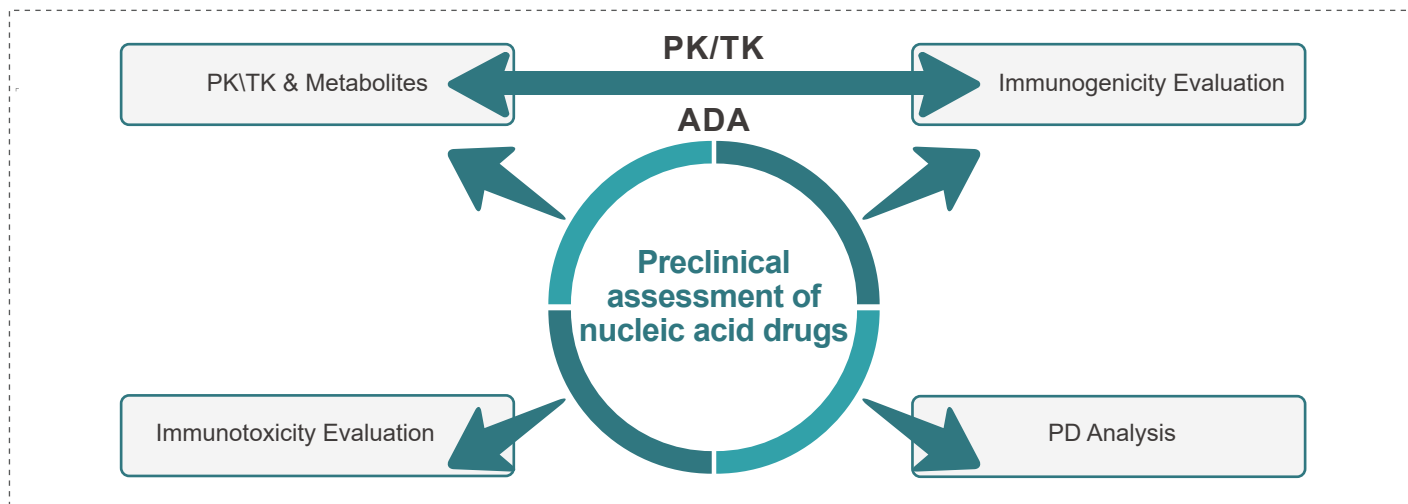 PK/TK
PK\TK & Metabolites
Immunogenicity Evaluation
ADA
Preclinical
assessment of
nucleic acid drugs
Immunotoxicity Evaluation
PD Analysis